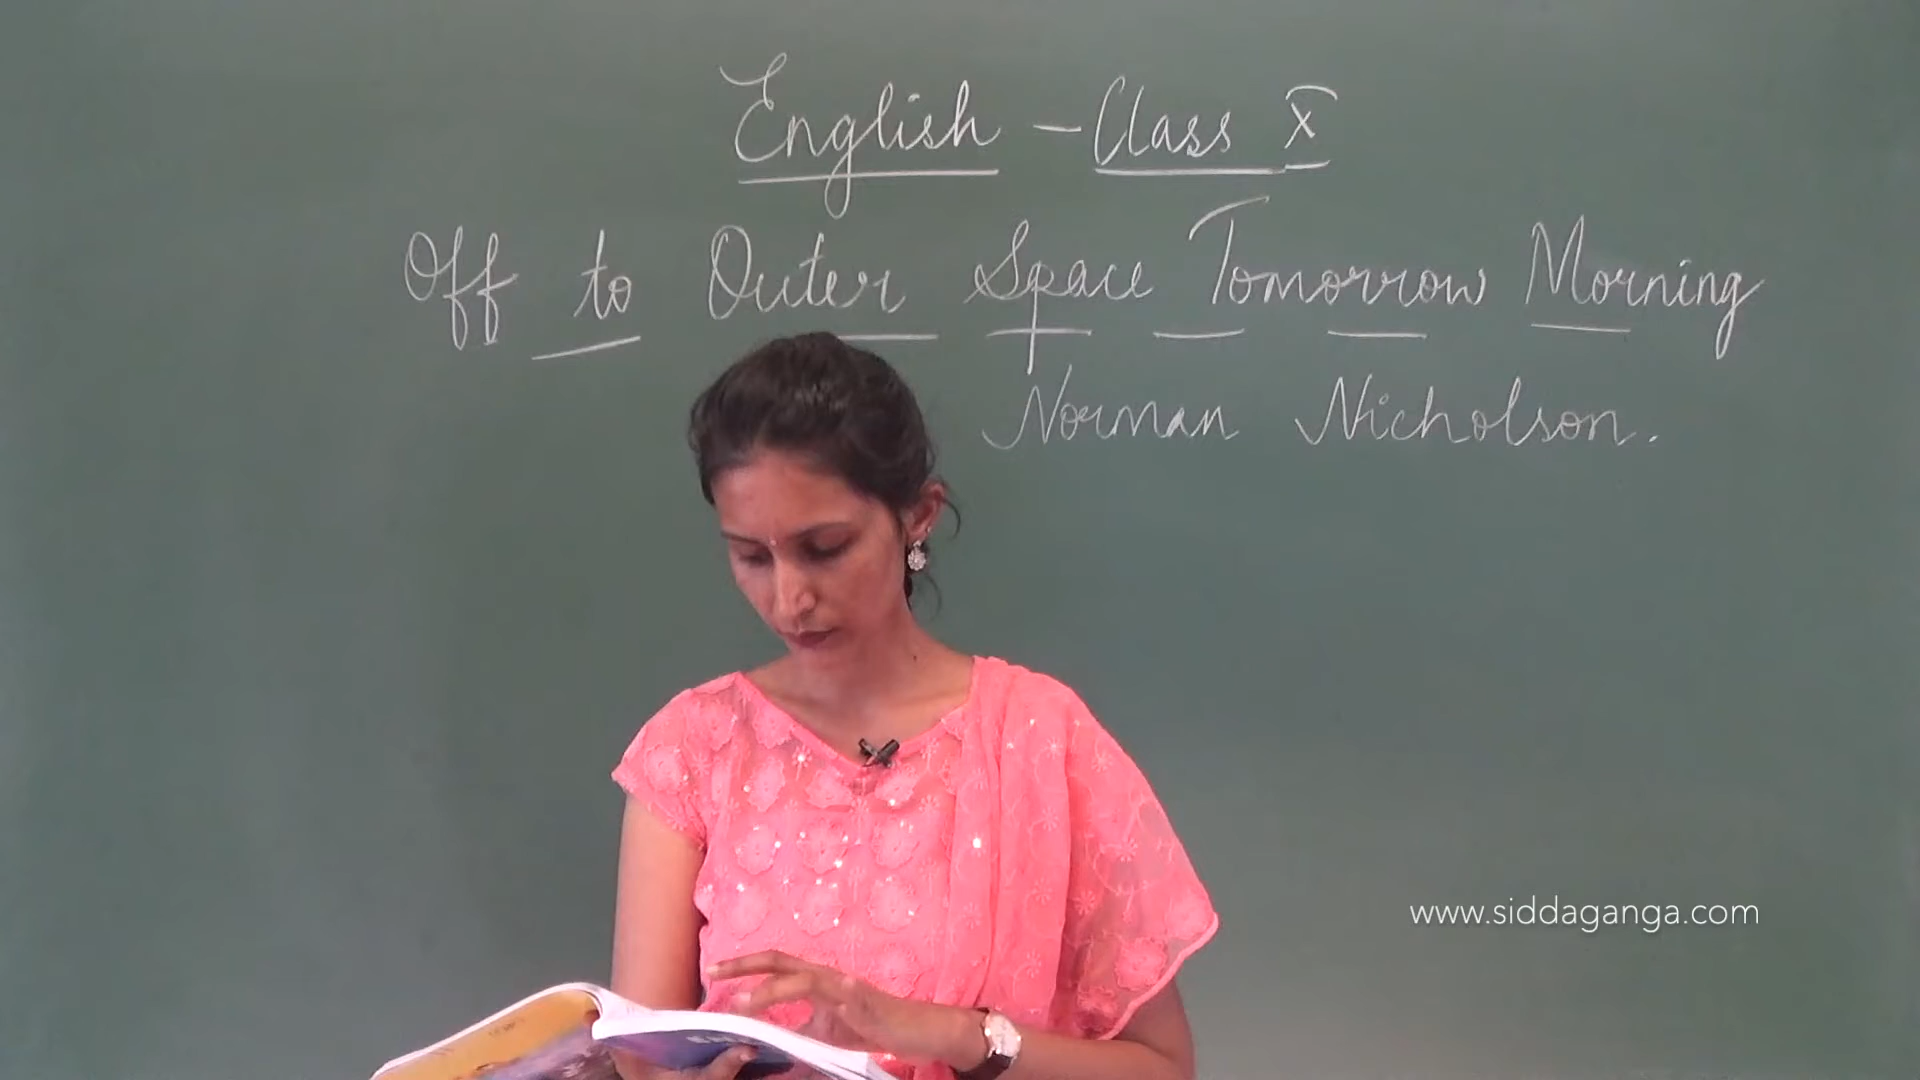 English - Class X
Off to Outer Space Tomorrow Morning
Norman Nicholson.
www.siddaganga.com